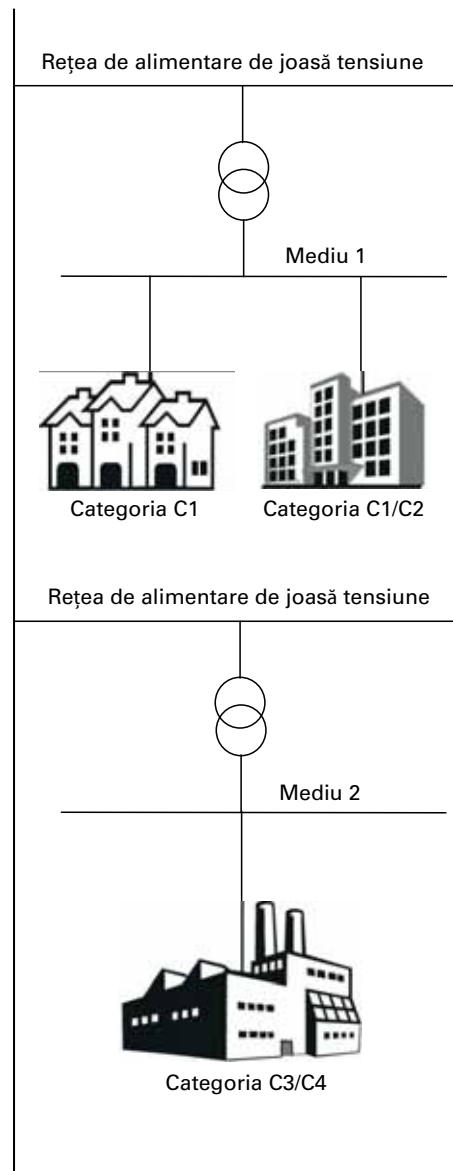 Rețea de alimentare de joasă tensiune
Mediu 1
Categoria C1
Categoria C1/C2
Rețea de alimentare de joasă tensiune
Mediu 2
Categoria C3/C4